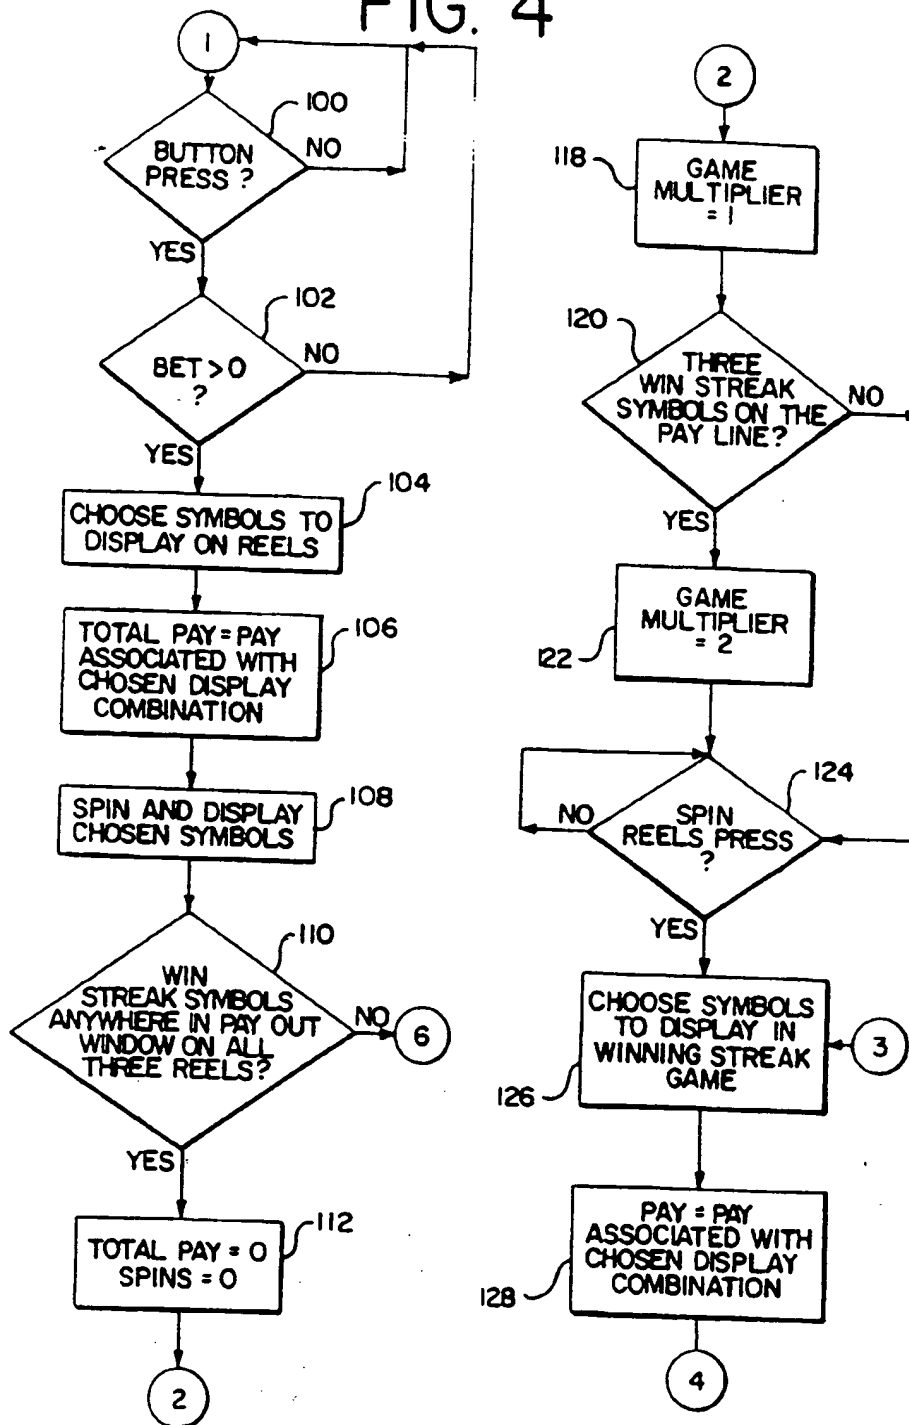 FIG. 4
1
100
BUTTON
PRESS ?
NO
YES
102
BET > 0
?
NO
YES
104
CHOOSE SYMBOLS TO
DISPLAY ON REELS
106
TOTAL PAY = PAY
ASSOCIATED WITH
CHOSEN DISPLAY
COMBINATION
108
SPIN AND DISPLAY
CHOSEN SYMBOLS
110
WIN
STREAK SYMBOLS
ANYWHERE IN PAY OUT
WINDOW ON ALL
THREE REELS?
NO
6
YES
112
TOTAL PAY = 0
SPINS = 0
2
2
118
GAME
MULTIPLIER
= 1
120
THREE
WIN STREAK
SYMBOLS ON THE
PAY LINE?
NO
YES
GAME
MULTIPLIER
= 2
122
124
SPIN
REELS PRESS
?
NO
YES
CHOOSE SYMBOLS
TO DISPLAY IN
WINNING STREAK
GAME
3
126
PAY = PAY
ASSOCIATED WITH
CHOSEN DISPLAY
COMBINATION
128
4